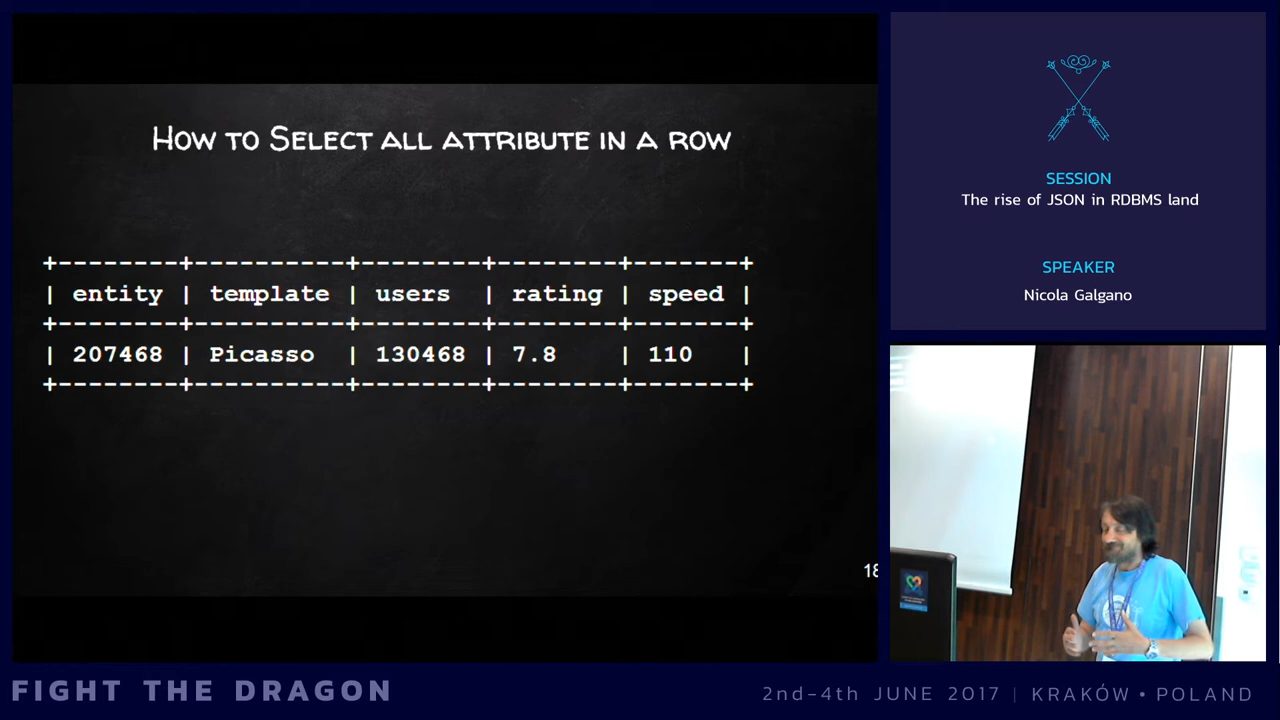 How to Select all attribute in a row
+--------+----------+--------+--------+-------+
| entity | template | users  | rating | speed |
+--------+----------+--------+--------+-------+
| 207468 | Picasso  | 130468 | 7.8    | 110   |
+--------+----------+--------+--------+-------+
18
SESSION
The rise of JSON in RDBMS land
SPEAKER
Nicola Galgano
FIGHT THE DRAGON
2nd-4th JUNE 2017 | KRAKÓW • POLAND